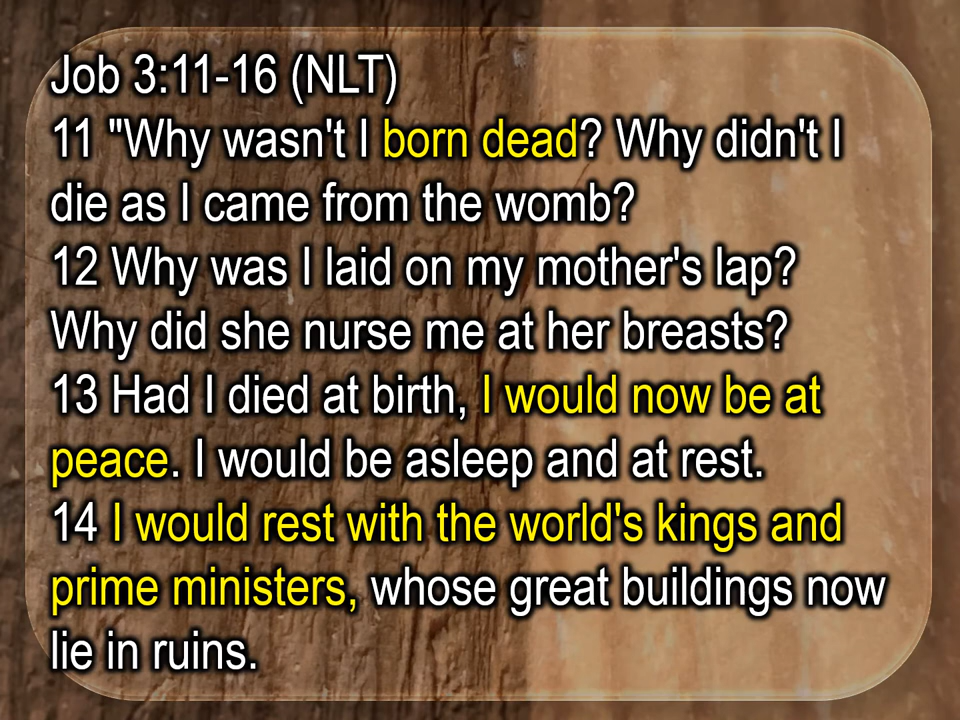 Job 3:11-16 (NLT)
11 "Why wasn't I born dead? Why didn't I
die as I came from the womb?
12 Why was I laid on my mother's lap?
Why did she nurse me at her breasts?
13 Had I died at birth, I would now be at
peace. I would be asleep and at rest.
14 I would rest with the world's kings and
prime ministers, whose great buildings now
lie in ruins.